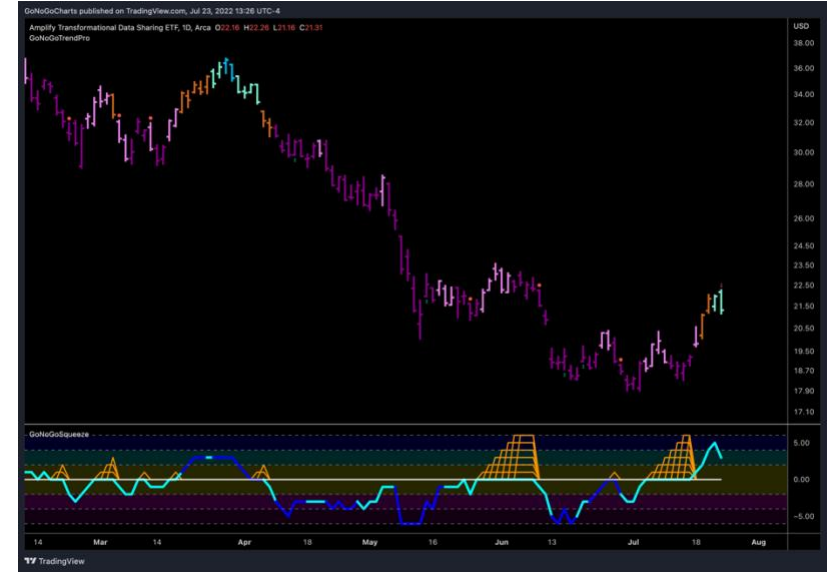 GoNoGoCharts published on TradingView.com, Jul 23, 2022 13:26 UTC-4
Amplify Transformational Data Sharing ETF, 1D, Arca O22.16 H22.26 L21.16 C21.31
GoNoGoTrendPro
USD
38.00
36.00
34.00
32.00
30.00
28.00
26.00
24.50
23.50
22.50
21.50
20.50
19.50
18.70
17.90
17.10
GoNoGoSqueeze
5.00
0.00
−5.00
14 Mar 14 Apr 18 May 16 Jun 13 Jul 18 Aug
TradingView